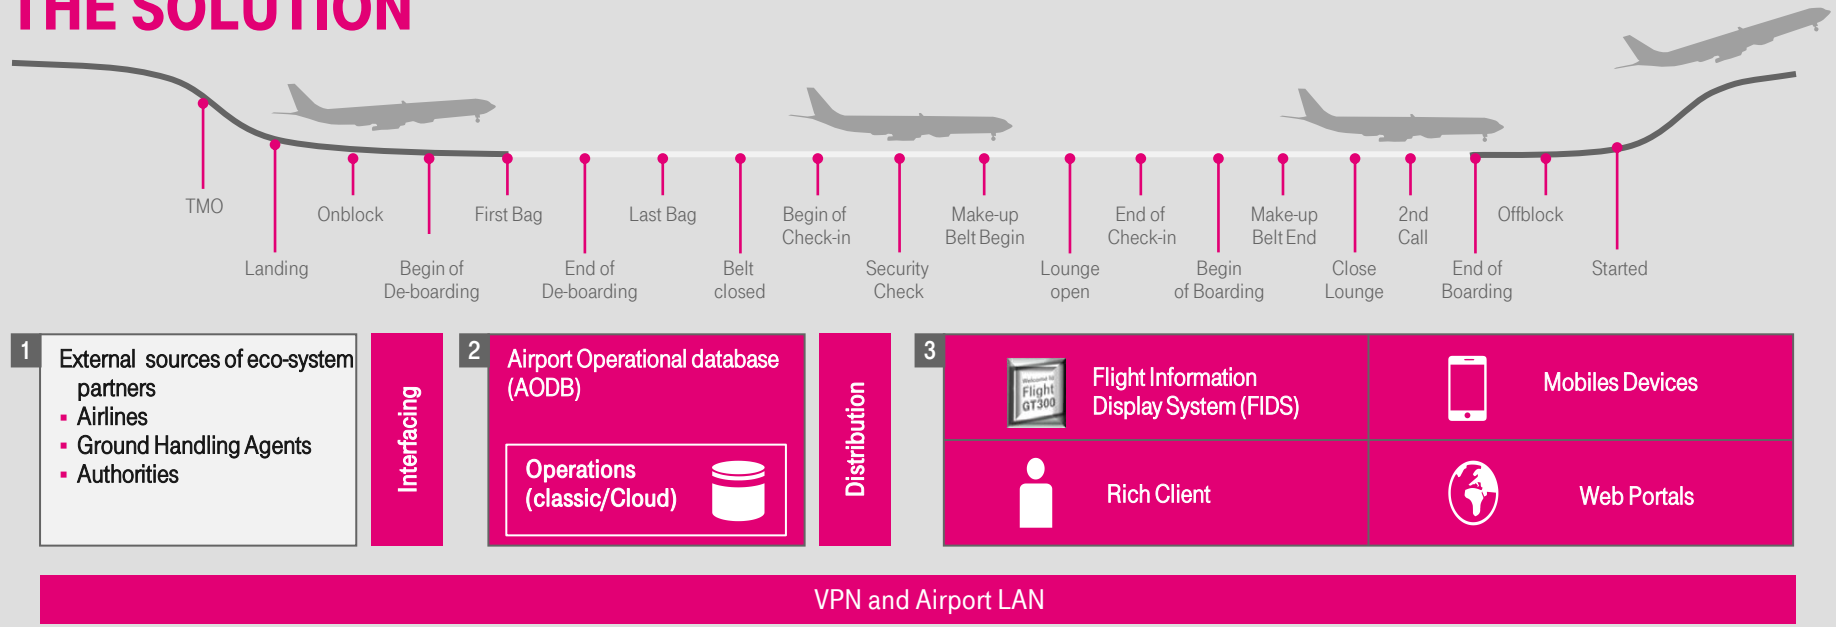 THE SOLUTION
TMO
Landing
Onblock
Begin of
De-boarding
First Bag
End of
De-boarding
Last Bag
Belt
closed
Begin of
Check-in
Security
Check
Make-up
Belt Begin
Lounge
open
End of
Check-in
Begin
of Boarding
Make-up
Belt End
Close
Lounge
2nd
Call
End of
Boarding
Offblock
Started
1
External sources of eco-system
partners
▪ Airlines
▪ Ground Handling Agents
▪ Authorities
Interfacing
2
Airport Operational database
(AODB)
Operations
(classic/Cloud)
Distribution
3
Welcome to
Flight
GT300
Flight Information
Display System (FIDS)
Mobiles Devices
Rich Client
Web Portals
VPN and Airport LAN